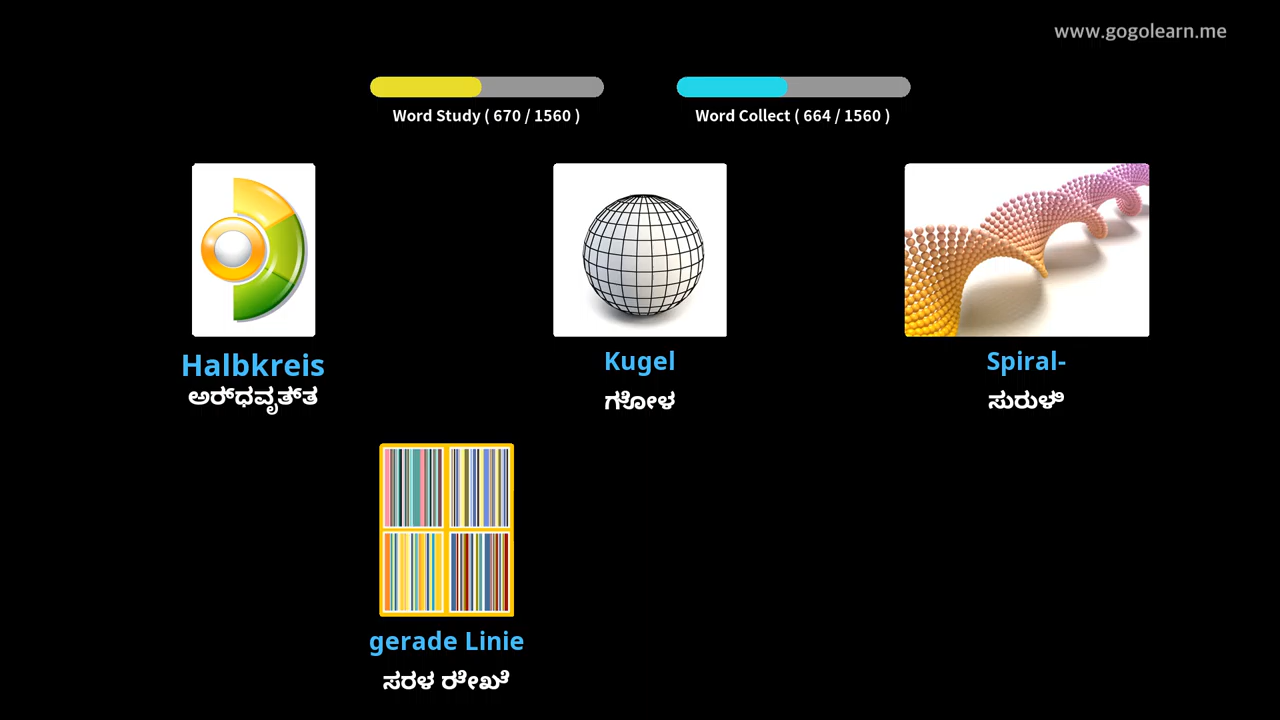 www.gogolearn.me
Word Study ( 670 / 1560 )
Word Collect ( 664 / 1560 )
Halbkreis
ಅರ್ಧವೃತ್ತ
Kugel
ಗೋಳ
Spiral-
ಸುರುಳಿ
gerade Linie
ಸರಳ ರೇಖೆ